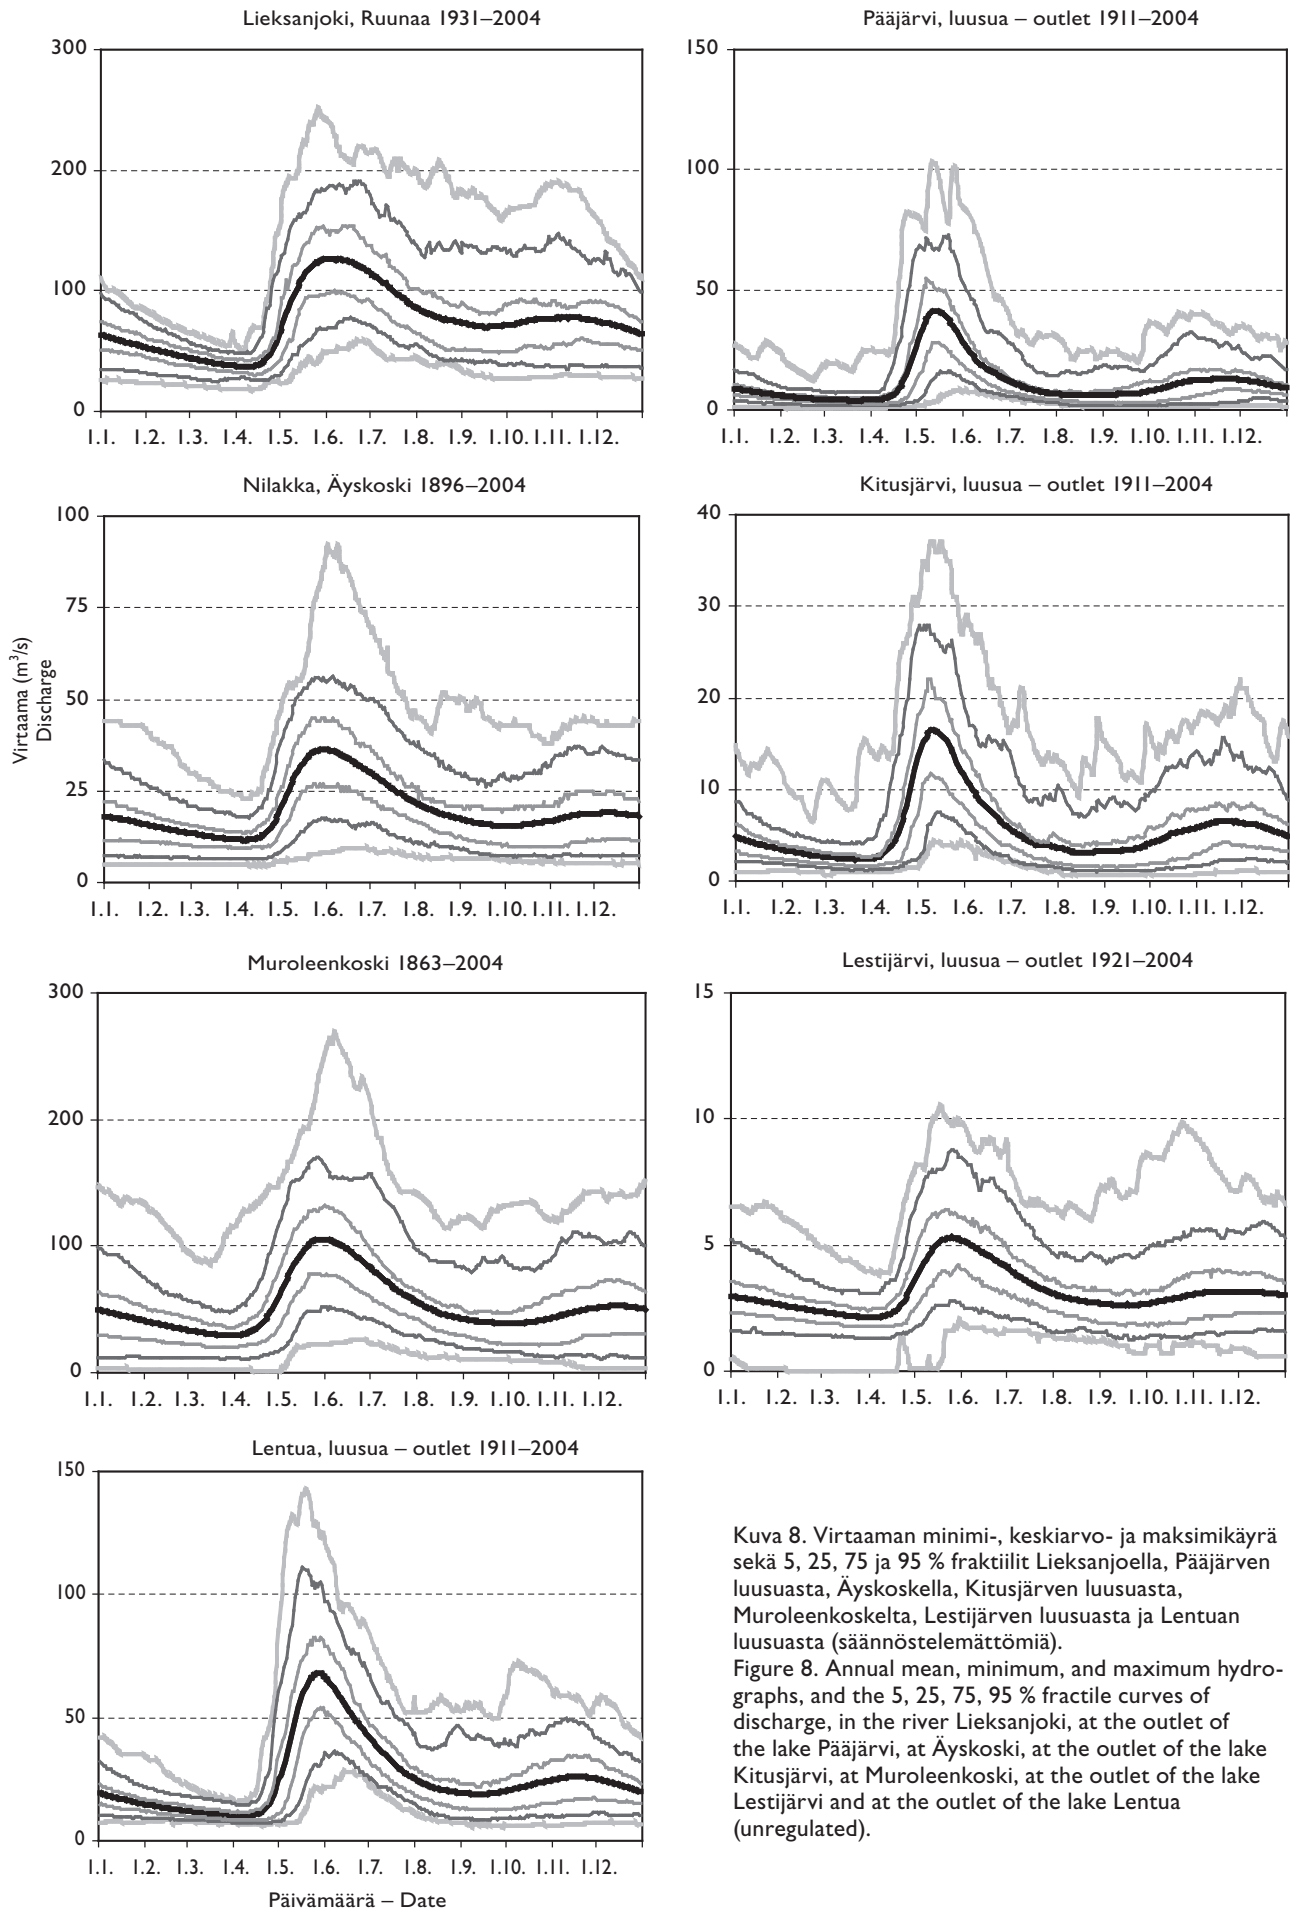 Lieksanjoki, Ruunaa 1931–2004
300
200
100
0
1.1. 1.2. 1.3. 1.4. 1.5. 1.6. 1.7. 1.8. 1.9. 1.10. 1.11. 1.12.
Pääjärvi, luusua – outlet 1911–2004
150
100
50
0
1.1. 1.2. 1.3. 1.4. 1.5. 1.6. 1.7. 1.8. 1.9. 1.10. 1.11. 1.12.
Nilakka, Äyskoski 1896–2004
100
75
50
25
0
1.1. 1.2. 1.3. 1.4. 1.5. 1.6. 1.7. 1.8. 1.9. 1.10. 1.11. 1.12.
Virtaama (m³/s)
Discharge
Kitusjärvi, luusua – outlet 1911–2004
40
30
20
10
0
1.1. 1.2. 1.3. 1.4. 1.5. 1.6. 1.7. 1.8. 1.9. 1.10. 1.11. 1.12.
Muroleenkoski 1863–2004
300
200
100
0
1.1. 1.2. 1.3. 1.4. 1.5. 1.6. 1.7. 1.8. 1.9. 1.10. 1.11. 1.12.
Lestijärvi, luusua – outlet 1921–2004
15
10
5
0
1.1. 1.2. 1.3. 1.4. 1.5. 1.6. 1.7. 1.8. 1.9. 1.10. 1.11. 1.12.
Lentua, luusua – outlet 1911–2004
150
100
50
0
1.1. 1.2. 1.3. 1.4. 1.5. 1.6. 1.7. 1.8. 1.9. 1.10. 1.11. 1.12.
Päivämäärä – Date
Kuva 8. Virtaaman minimi-, keskiarvo- ja maksimikäyrä
sekä 5, 25, 75 ja 95 % fraktiilit Lieksanjoella, Pääjärven
luusuasta, Äyskoskella, Kitusjärven luusuasta,
Muroleenkoskelta, Lestijärven luusuasta ja Lentuan
luusuasta (säännöstelemättömiä).
Figure 8. Annual mean, minimum, and maximum hydro-
graphs, and the 5, 25, 75, 95 % fractile curves of
discharge, in the river Lieksanjoki, at the outlet of
the lake Pääjärvi, at Äyskoski, at the outlet of the lake
Kitusjärvi, at Muroleenkoski, at the outlet of the lake
Lestijärvi and at the outlet of the lake Lentua
(unregulated).